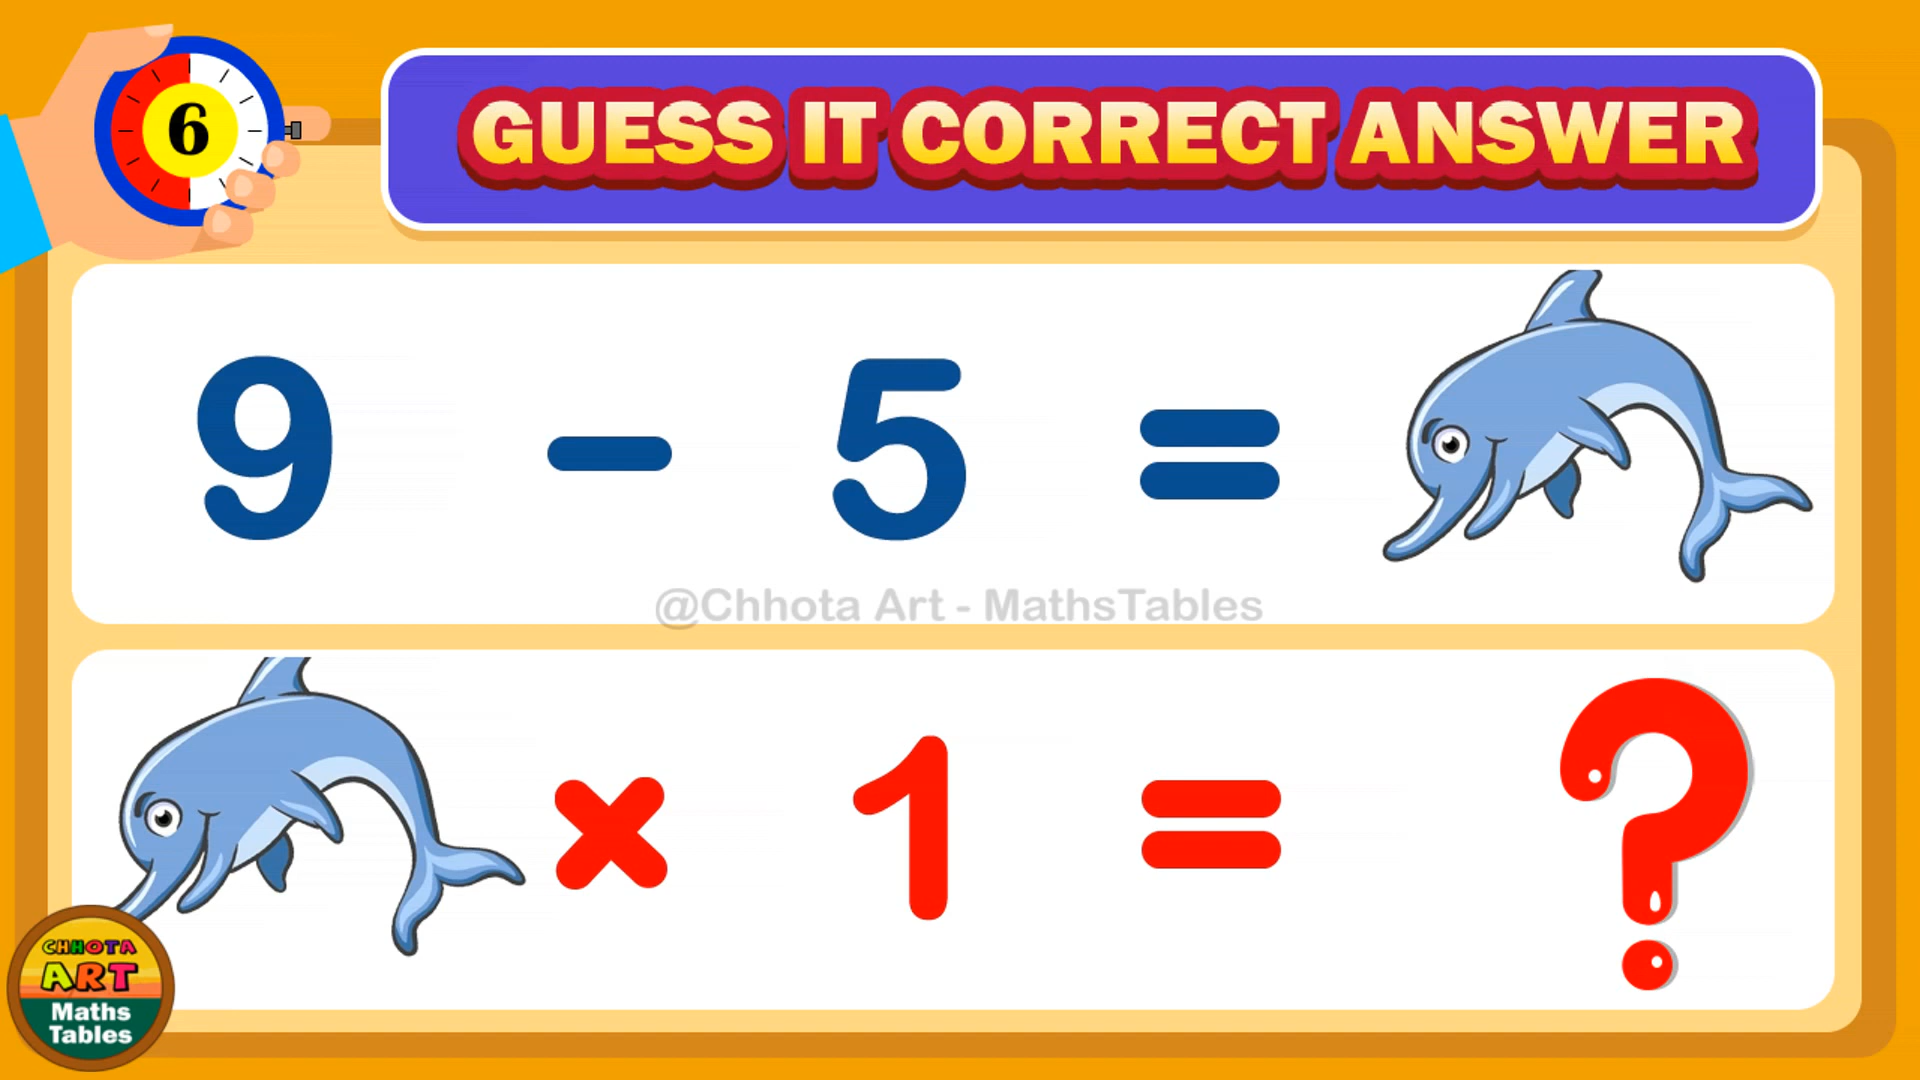 6
GUESS IT CORRECT ANSWER
9 - 5 =
@Chhota Art - MathsTables
× 1 = ?
CHHOTA
ART
Maths
Tables